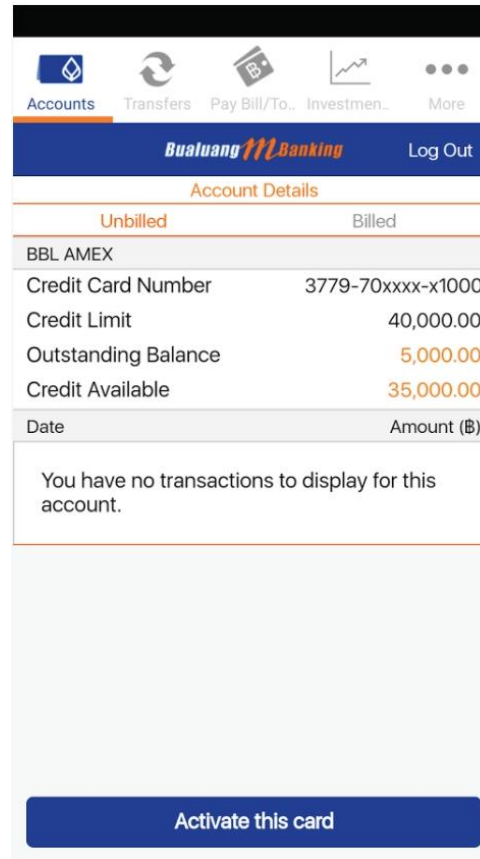 Accounts Transfers Pay Bill/To.. Investmen.. More
Bualuang mBanking Log Out
Account Details
Unbilled Billed
BBL AMEX
Credit Card Number 3779-70xxxx-x1000
Credit Limit 40,000.00
Outstanding Balance 5,000.00
Credit Available 35,000.00
Date Amount (฿)
You have no transactions to display for this
account.
Activate this card